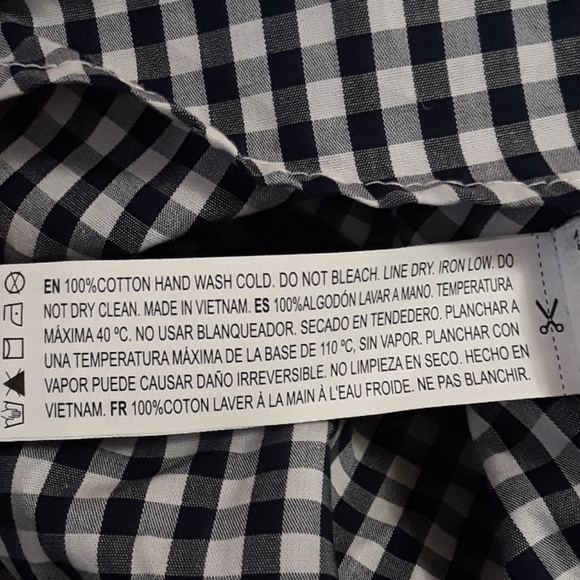 EN 100%COTTON HAND WASH COLD. DO NOT BLEACH. LINE DRY. IRON LOW. DO
NOT DRY CLEAN. MADE IN VIETNAM. ES 100%ALGODÓN LAVAR A MANO. TEMPERATURA
MÁXIMA 40 ºC. NO USAR BLANQUEADOR. SECADO EN TENDEDERO. PLANCHAR A
UNA TEMPERATURA MÁXIMA DE LA BASE DE 110 ºC, SIN VAPOR. PLANCHAR CON
VAPOR PUEDE CAUSAR DAÑO IRREVERSIBLE. NO LIMPIEZA EN SECO. HECHO EN
VIETNAM. FR 100%COTON LAVER À LA MAIN À L'EAU FROIDE. NE PAS BLANCHIR.